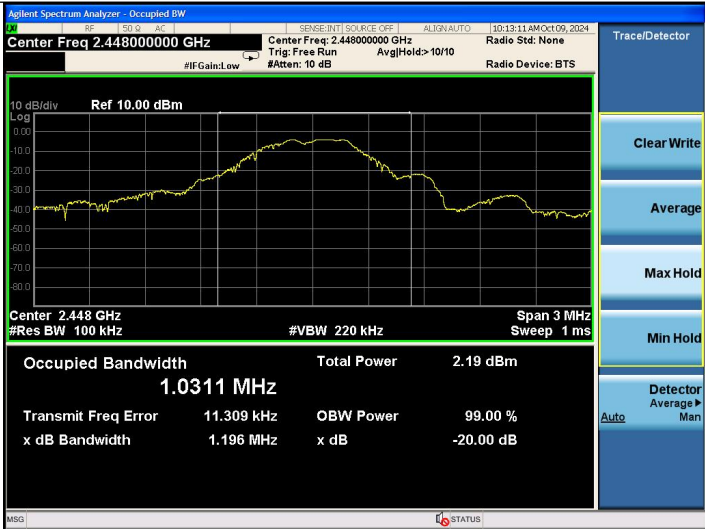 Agilent Spectrum Analyzer - Occupied BW
RF 50 Ω AC SENSE:INT SOURCE OFF ALIGN AUTO 10:13:11 AM Oct 09, 2024
Center Freq 2.448000000 GHz
Center Freq: 2.448000000 GHz
Radio Std: None
Trig: Free Run Avg|Hold:> 10/10
#IFGain:Low
#Atten: 10 dB
Radio Device: BTS
Trace/Detector
10 dB/div Ref 10.00 dBm
Log
0.00
-10.0
-20.0
-30.0
-40.0
-50.0
-60.0
-70.0
-80.0
Center 2.448 GHz
Span 3 MHz
#Res BW 100 kHz
#VBW 220 kHz
Sweep 1 ms
Occupied Bandwidth
Total Power 2.19 dBm
1.0311 MHz
Transmit Freq Error 11.309 kHz
OBW Power 99.00 %
x dB Bandwidth 1.196 MHz
x dB -20.00 dB
Clear Write
Average
Max Hold
Min Hold
Detector
Average
Auto Man
MSG
STATUS